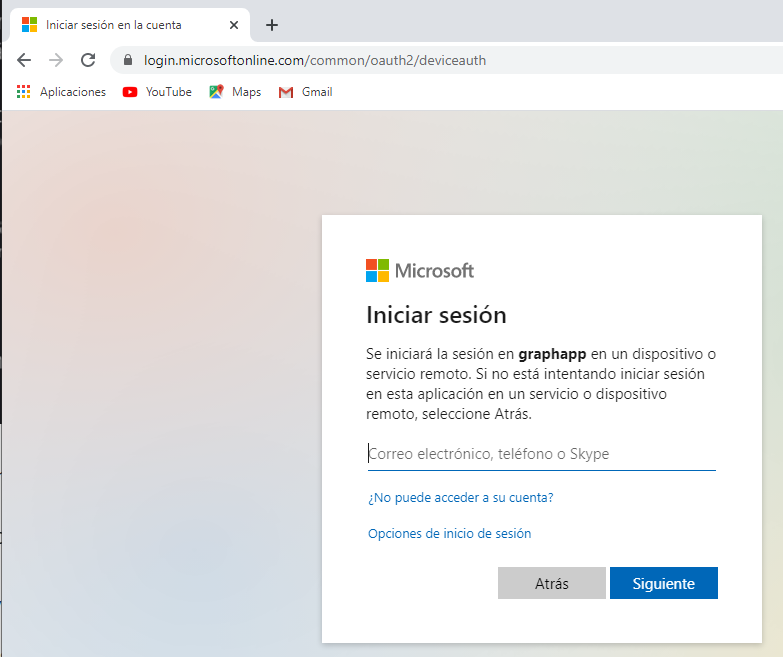 Iniciar sesión en la cuenta
login.microsoftonline.com/common/oauth2/deviceauth
Aplicaciones YouTube Maps Gmail
Microsoft
Iniciar sesión
Se iniciará la sesión en graphapp en un dispositivo o
servicio remoto. Si no está intentando iniciar sesión
en esta aplicación en un servicio o dispositivo
remoto, seleccione Atrás.
Correo electrónico, teléfono o Skype
¿No puede acceder a su cuenta?
Opciones de inicio de sesión
Atrás Siguiente